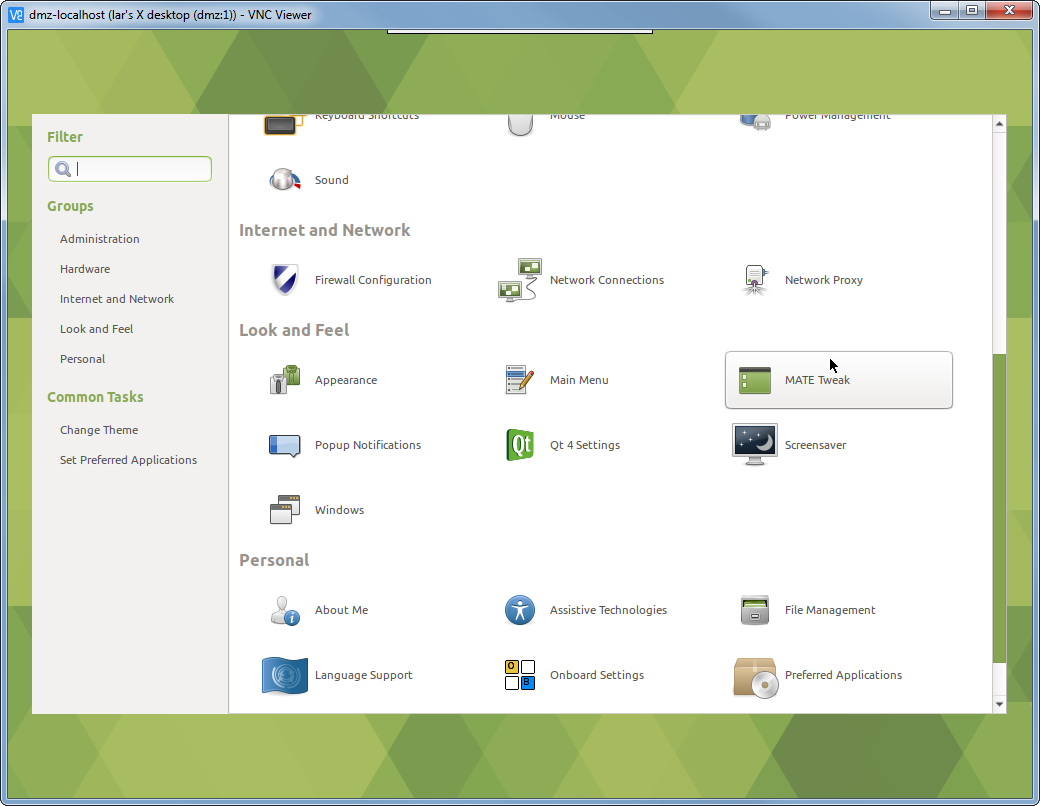 dmz-localhost (lar's X desktop (dmz:1)) - VNC Viewer
Filter
Groups
Administration
Hardware
Internet and Network
Look and Feel
Personal
Common Tasks
Change Theme
Set Preferred Applications
Keyboard Shortcuts
Mouse
Power Management
Sound
Internet and Network
Firewall Configuration
Network Connections
Network Proxy
Look and Feel
Appearance
Main Menu
MATE Tweak
Popup Notifications
Qt
Qt 4 Settings
Screensaver
Windows
Personal
About Me
Assistive Technologies
File Management
Language Support
O
B
Onboard Settings
Preferred Applications